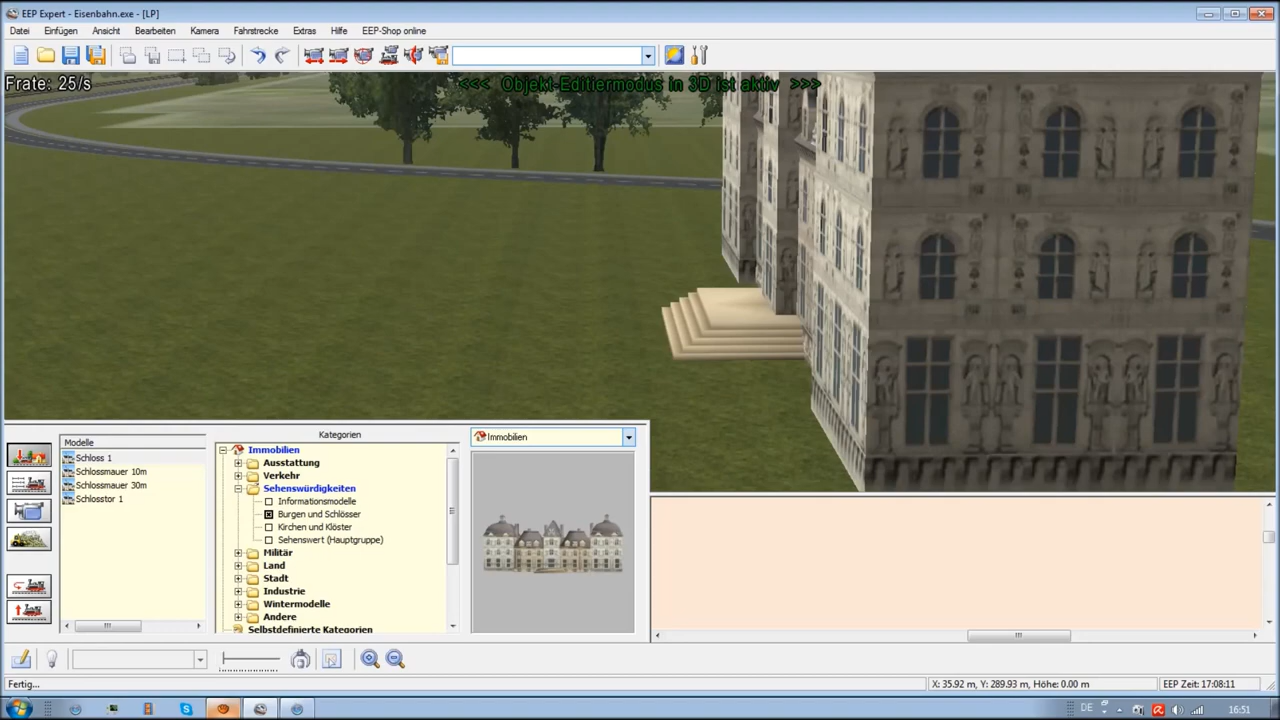 EEP Expert - Eisenbahn.exe - [LP]
Datei Einfügen Ansicht Bearbeiten Kamera Fahrstrecke Extras Hilfe EEP-Shop online
Frate: 25/s
<<< Objekt-Editiermodus in 3D ist aktiv >>>
Modelle
Schloss 1
Schlossmauer 10m
Schlossmauer 30m
Schlosstor 1
Kategorien
Immobilien
Ausstattung
Verkehr
Sehenswürdigkeiten
Informationsmodelle
Burgen und Schlösser
Kirchen und Klöster
Sehenswert (Hauptgruppe)
Militär
Land
Stadt
Industrie
Wintermodelle
Andere
Selbstdefinierte Kategorien
Immobilien
Fertig...
X: 35.92 m, Y: 289.93 m, Höhe: 0.00 m
EEP Zeit: 17:08:11
DE
16:51